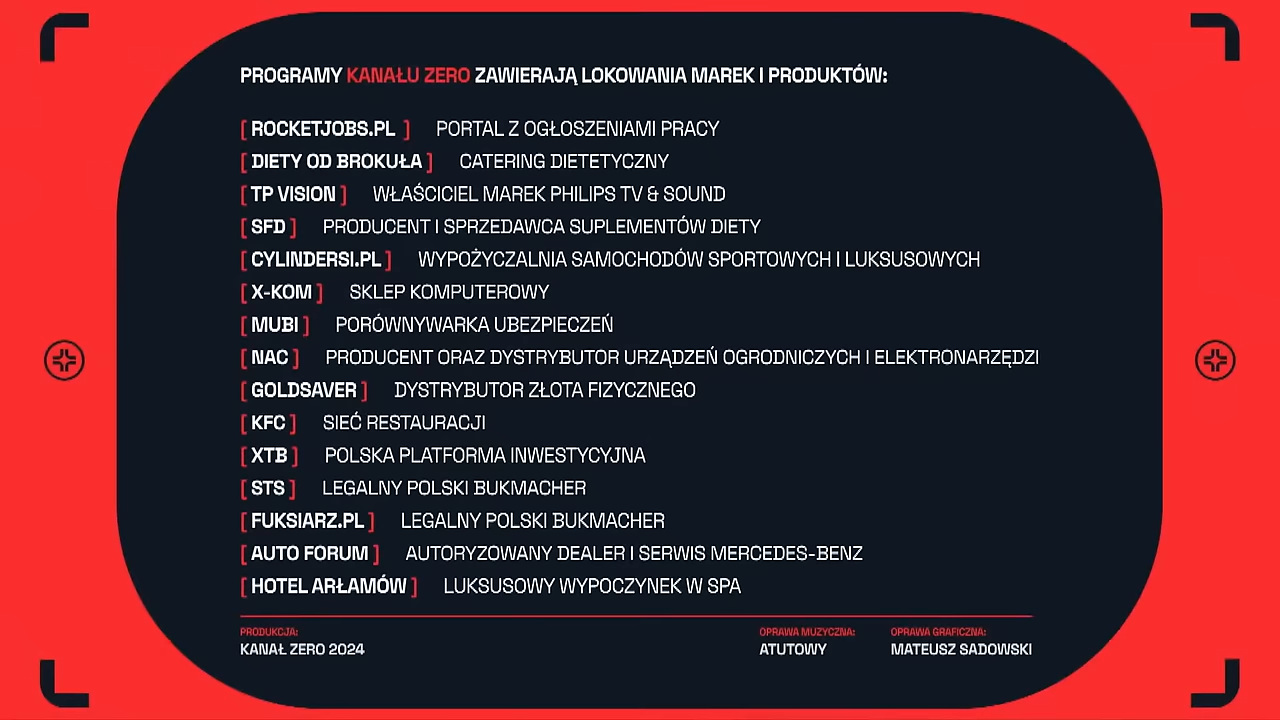 PROGRAMY KANAŁU ZERO ZAWIERAJĄ LOKOWANIA MAREK I PRODUKTÓW:
[ ROCKETJOBS.PL ] PORTAL Z OGŁOSZENIAMI PRACY
[ DIETY OD BROKUŁA ] CATERING DIETETYCZNY
[ TP VISION ] WŁAŚCICIEL MAREK PHILIPS TV & SOUND
[ SFD ] PRODUCENT I SPRZEDAWCA SUPLEMENTÓW DIETY
[ CYLINDERSI.PL ] WYPOŻYCZALNIA SAMOCHODÓW SPORTOWYCH I LUKSUSOWYCH
[ X-KOM ] SKLEP KOMPUTEROWY
[ MUBI ] PORÓWNYWARKA UBEZPIECZEŃ
[ NAC ] PRODUCENT ORAZ DYSTRYBUTOR URZĄDZEŃ OGRODNICZYCH I ELEKTRONARZĘDZI
[ GOLDSAVER ] DYSTRYBUTOR ZŁOTA FIZYCZNEGO
[ KFC ] SIEĆ RESTAURACJI
[ XTB ] POLSKA PLATFORMA INWESTYCYJNA
[ STS ] LEGALNY POLSKI BUKMACHER
[ FUKSIARZ.PL ] LEGALNY POLSKI BUKMACHER
[ AUTO FORUM ] AUTORYZOWANY DEALER I SERWIS MERCEDES-BENZ
[ HOTEL ARŁAMÓW ] LUKSUSOWY WYPOCZYNEK W SPA
PRODUKCJA: OPRAWA MUZYCZNA: OPRAWA GRAFICZNA:
KANAŁ ZERO 2024 ATUTOWY MATEUSZ SADOWSKI